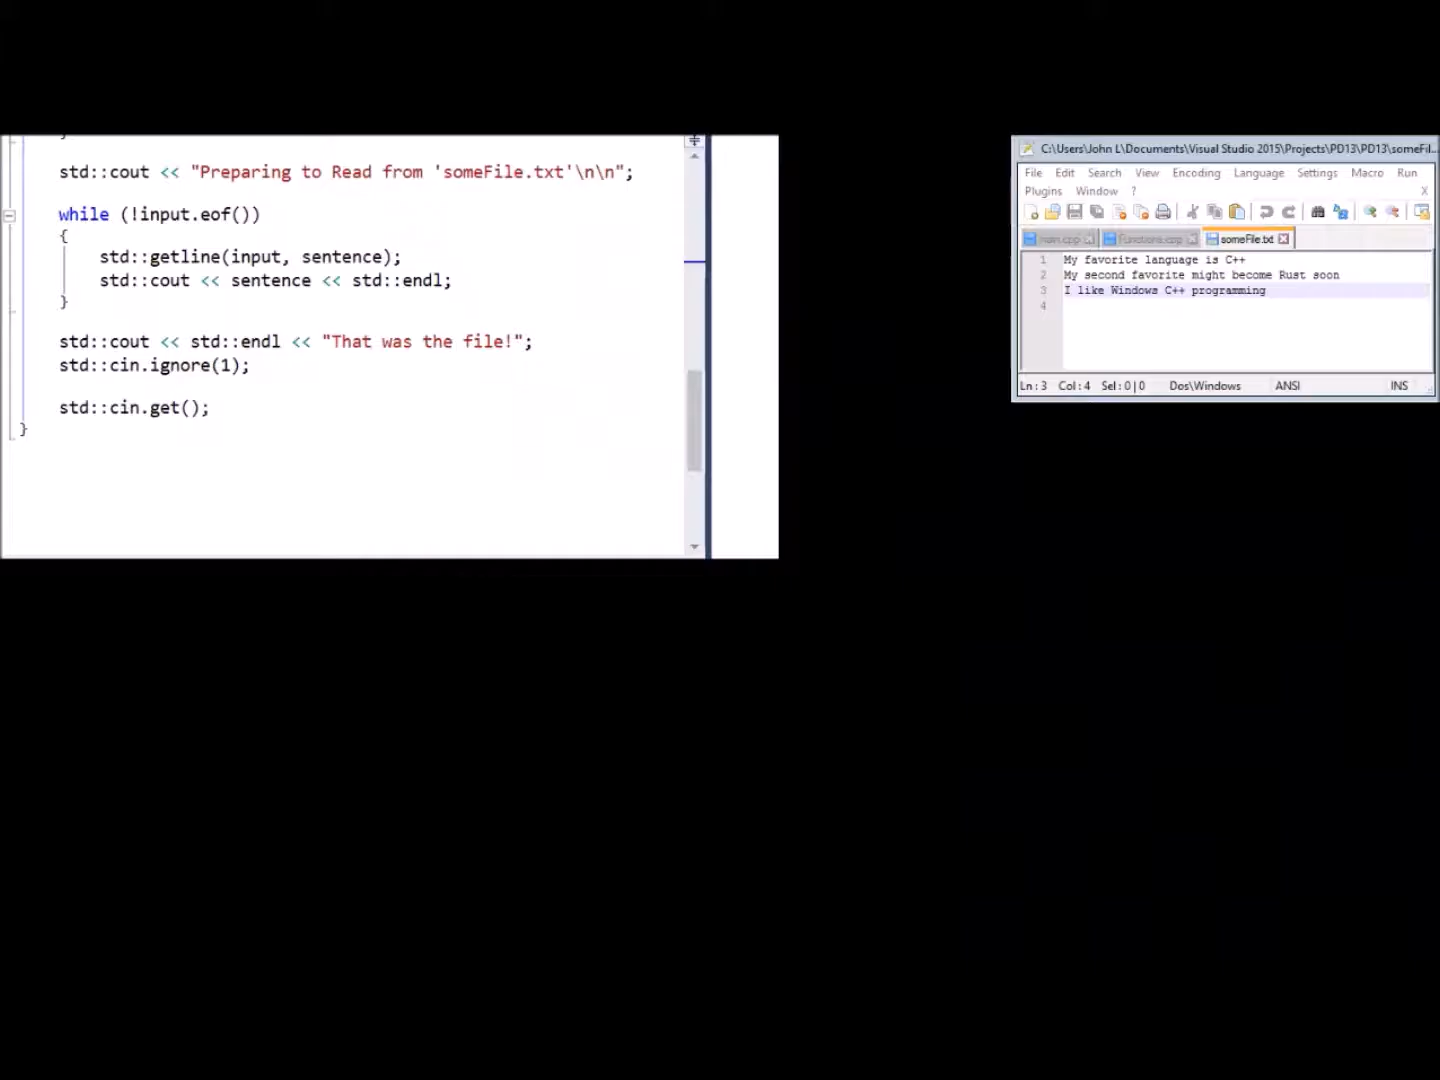 }
std::cout << "Preparing to Read from 'someFile.txt'\n\n";
while (!input.eof())
{
std::getline(input, sentence);
std::cout << sentence << std::endl;
}
std::cout << std::endl << "That was the file!";
std::cin.ignore(1);
std::cin.get();
}
C:\Users\John L\Documents\Visual Studio 2015\Projects\PD13\PD13\someFil...
File Edit Search View Encoding Language Settings Macro Run
Plugins Window ? X
main.cpp Functions.cpp someFile.txt
1 My favorite language is C++
2 My second favorite might become Rust soon
3 I like Windows C++ programming
4
Ln : 3 Col : 4 Sel : 0 | 0 Dos\Windows ANSI INS